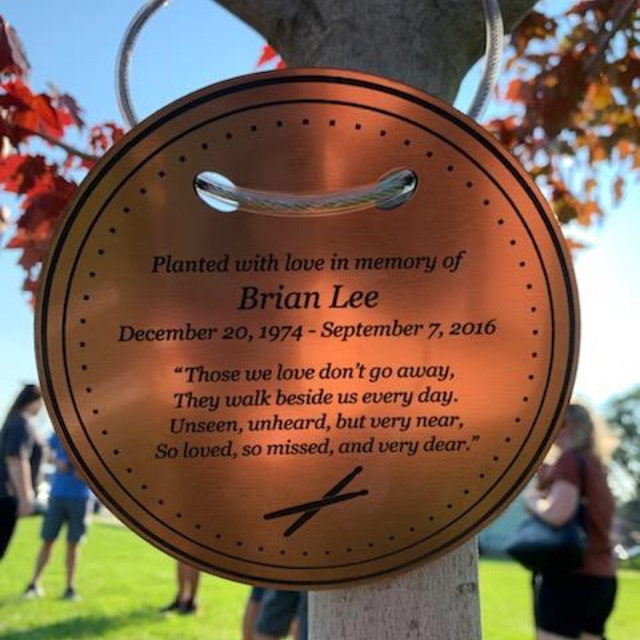 Planted with love in memory of
Brian Lee
December 20, 1974 - September 7, 2016
“Those we love don’t go away,
They walk beside us every day.
Unseen, unheard, but very near,
So loved, so missed, and very dear.”